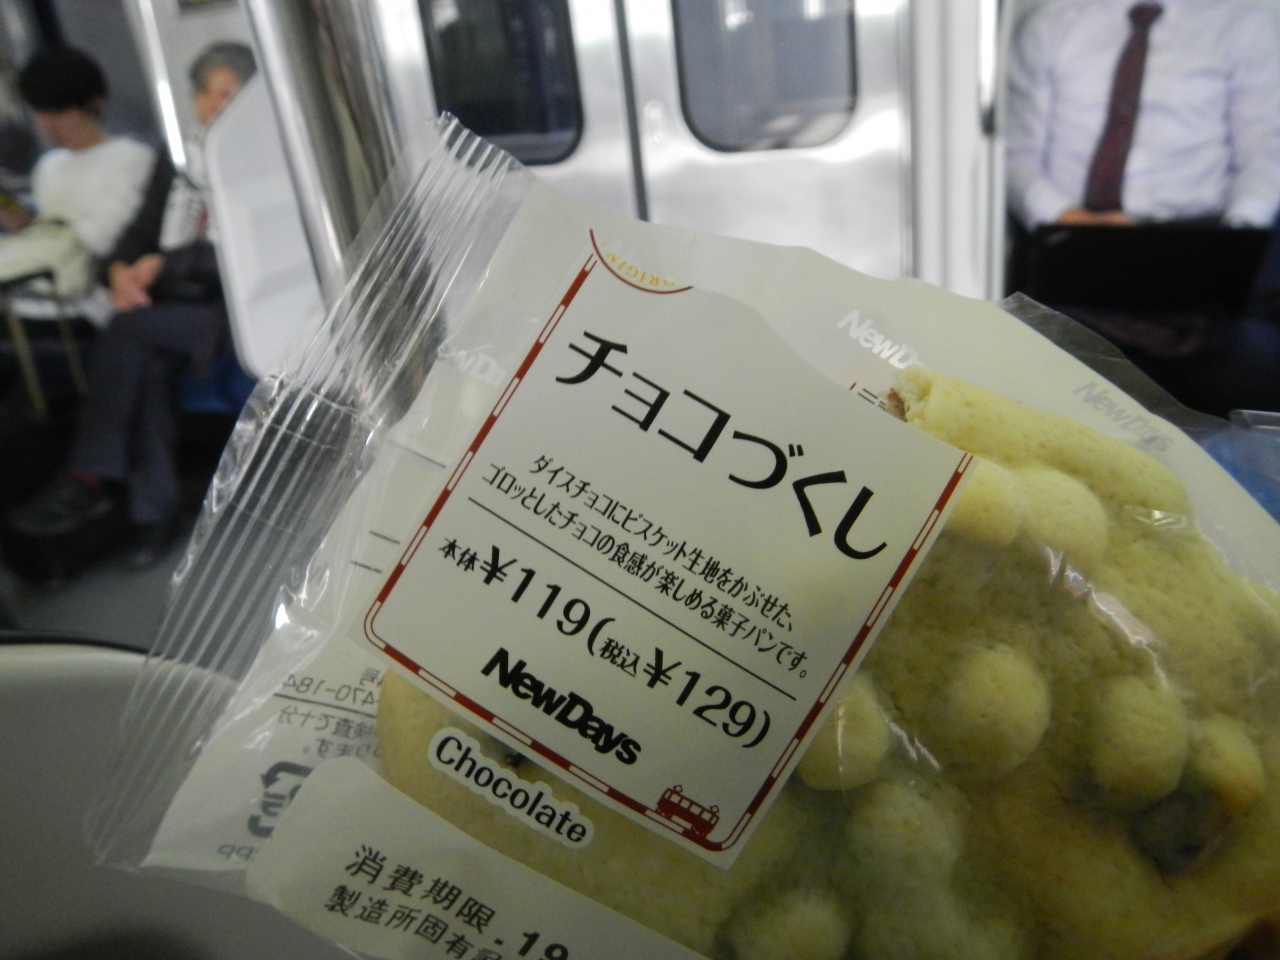 チョコづくし
ダイスチョコにビスケット生地をかぶせた、
ゴロッとしたチョコの食感が楽しめる菓子パンです。
本体¥119(税込¥129)
NewDays
Chocolate
消費期限
製造所固有
.19
NewDays
NewDa
NewDays